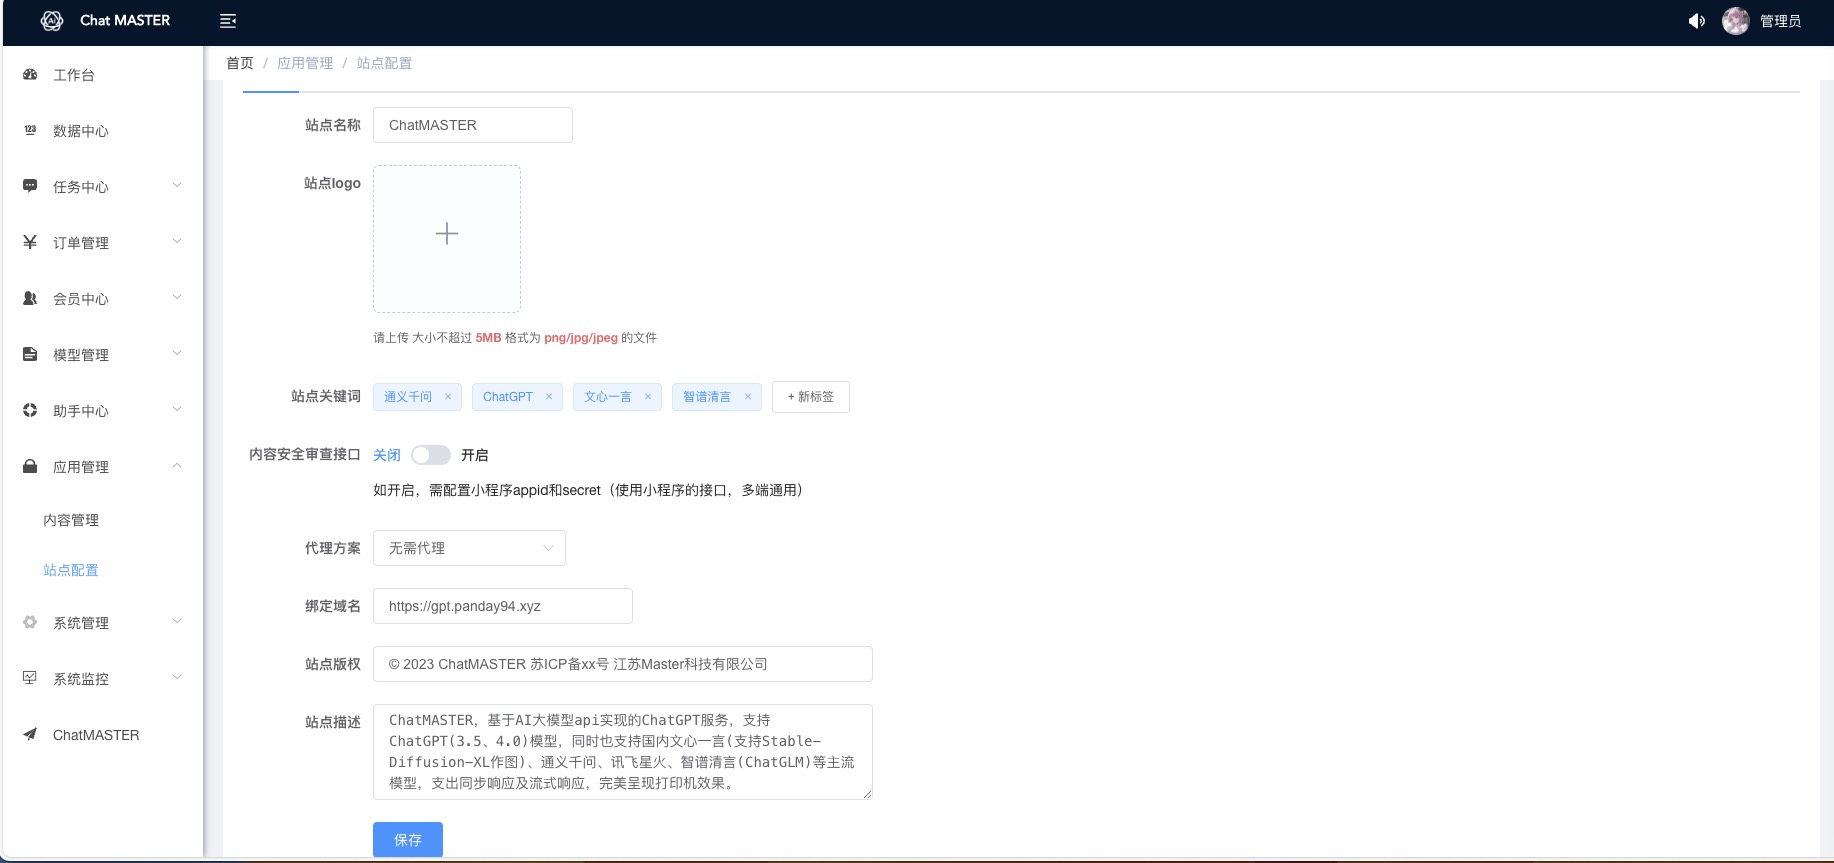 Chat MASTER
管理员
首页 / 应用管理 / 站点配置
工作台
数据中心
任务中心
订单管理
会员中心
模型管理
助手中心
应用管理
内容管理
站点配置
系统管理
系统监控
ChatMASTER
站点名称 ChatMASTER
站点logo
请上传 大小不超过 5MB 格式为 png/jpg/jpeg 的文件
站点关键词 通义千问 × ChatGPT × 文心一言 × 智谱清言 × + 新标签
内容安全审查接口 关闭 开启
如开启，需配置小程序appid和secret（使用小程序的接口，多端通用）
代理方案 无需代理
绑定域名 https://gpt.panday94.xyz
站点版权 © 2023 ChatMASTER 苏ICP备xx号 江苏Master科技有限公司
站点描述 ChatMASTER，基于AI大模型api实现的ChatGPT服务，支持
ChatGPT(3.5、4.0)模型，同时也支持国内文心一言(支持Stable-
Diffusion-XL作图)、通义千问、讯飞星火、智谱清言(ChatGLM)等主流
模型，支出同步响应及流式响应，完美呈现打印机效果。
保存